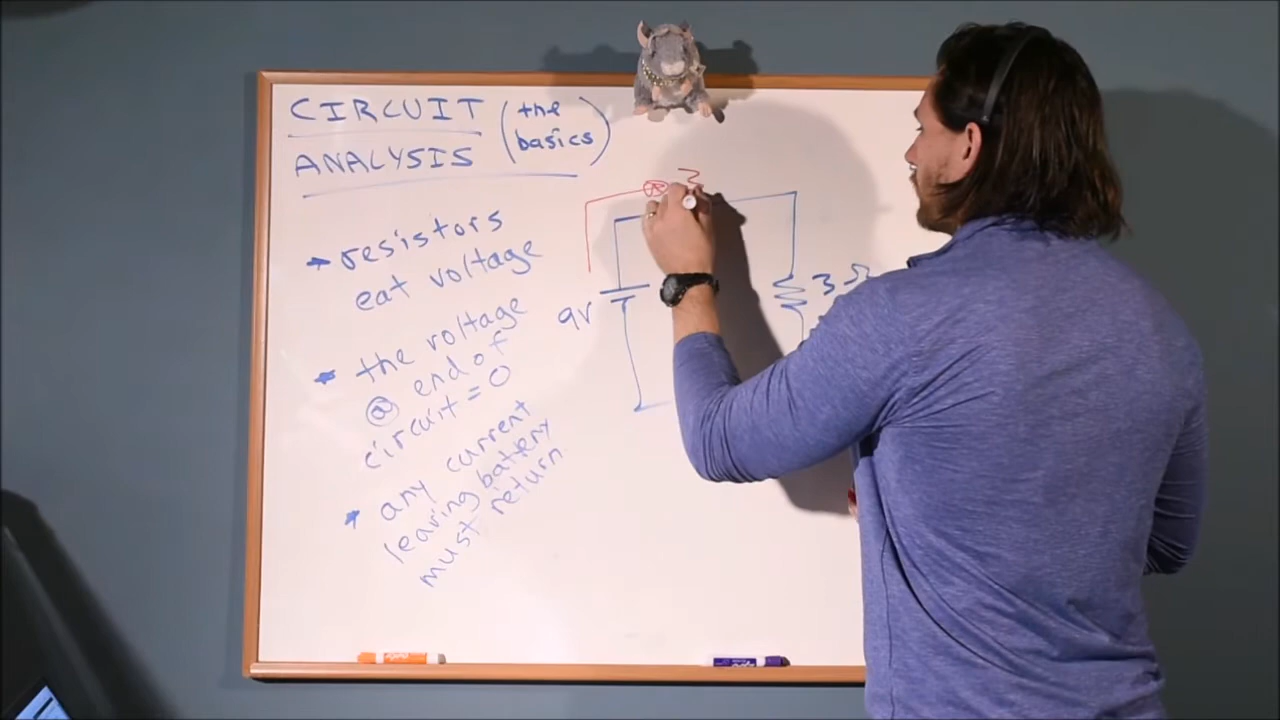 CIRCUIT (the
basics)
ANALYSIS
resistors
eat voltage
the voltage
@ end of
circuit = 0
any current
leaving battery
must return
9V
3 Ω